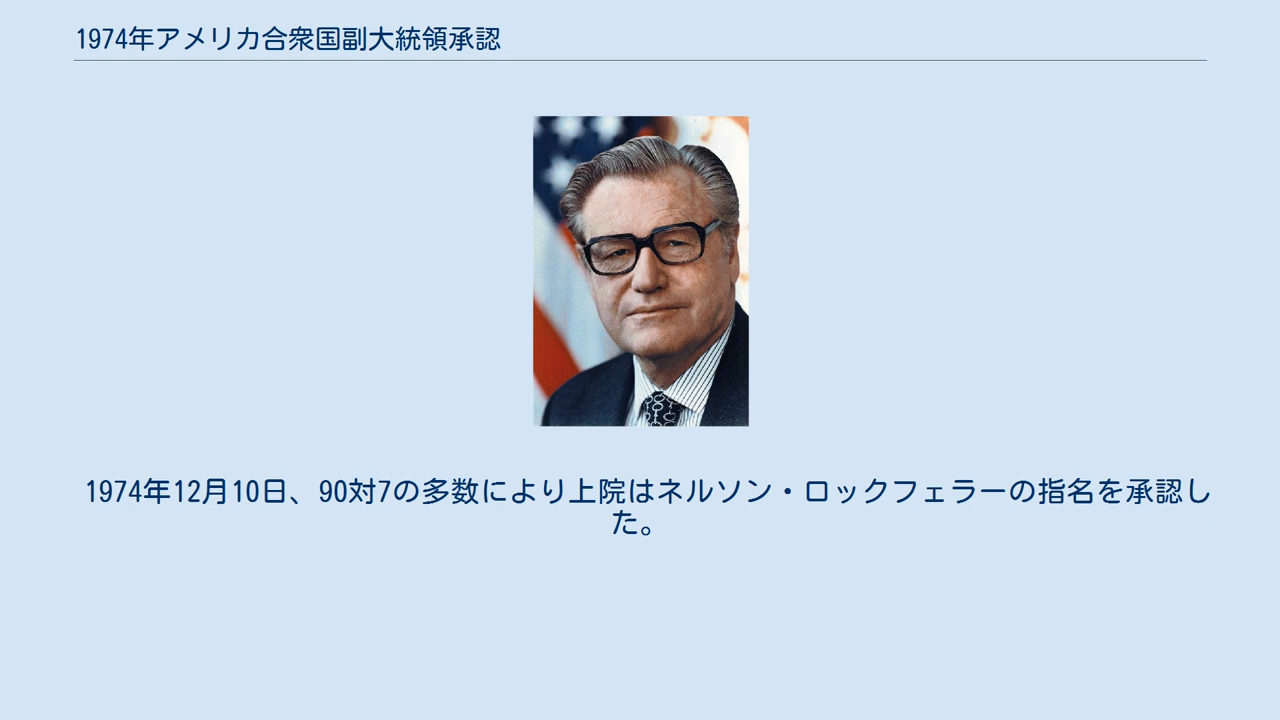 1974年アメリカ合衆国副大統領承認
1974年12月10日、90対7の多数により上院はネルソン・ロックフェラーの指名を承認し
た。